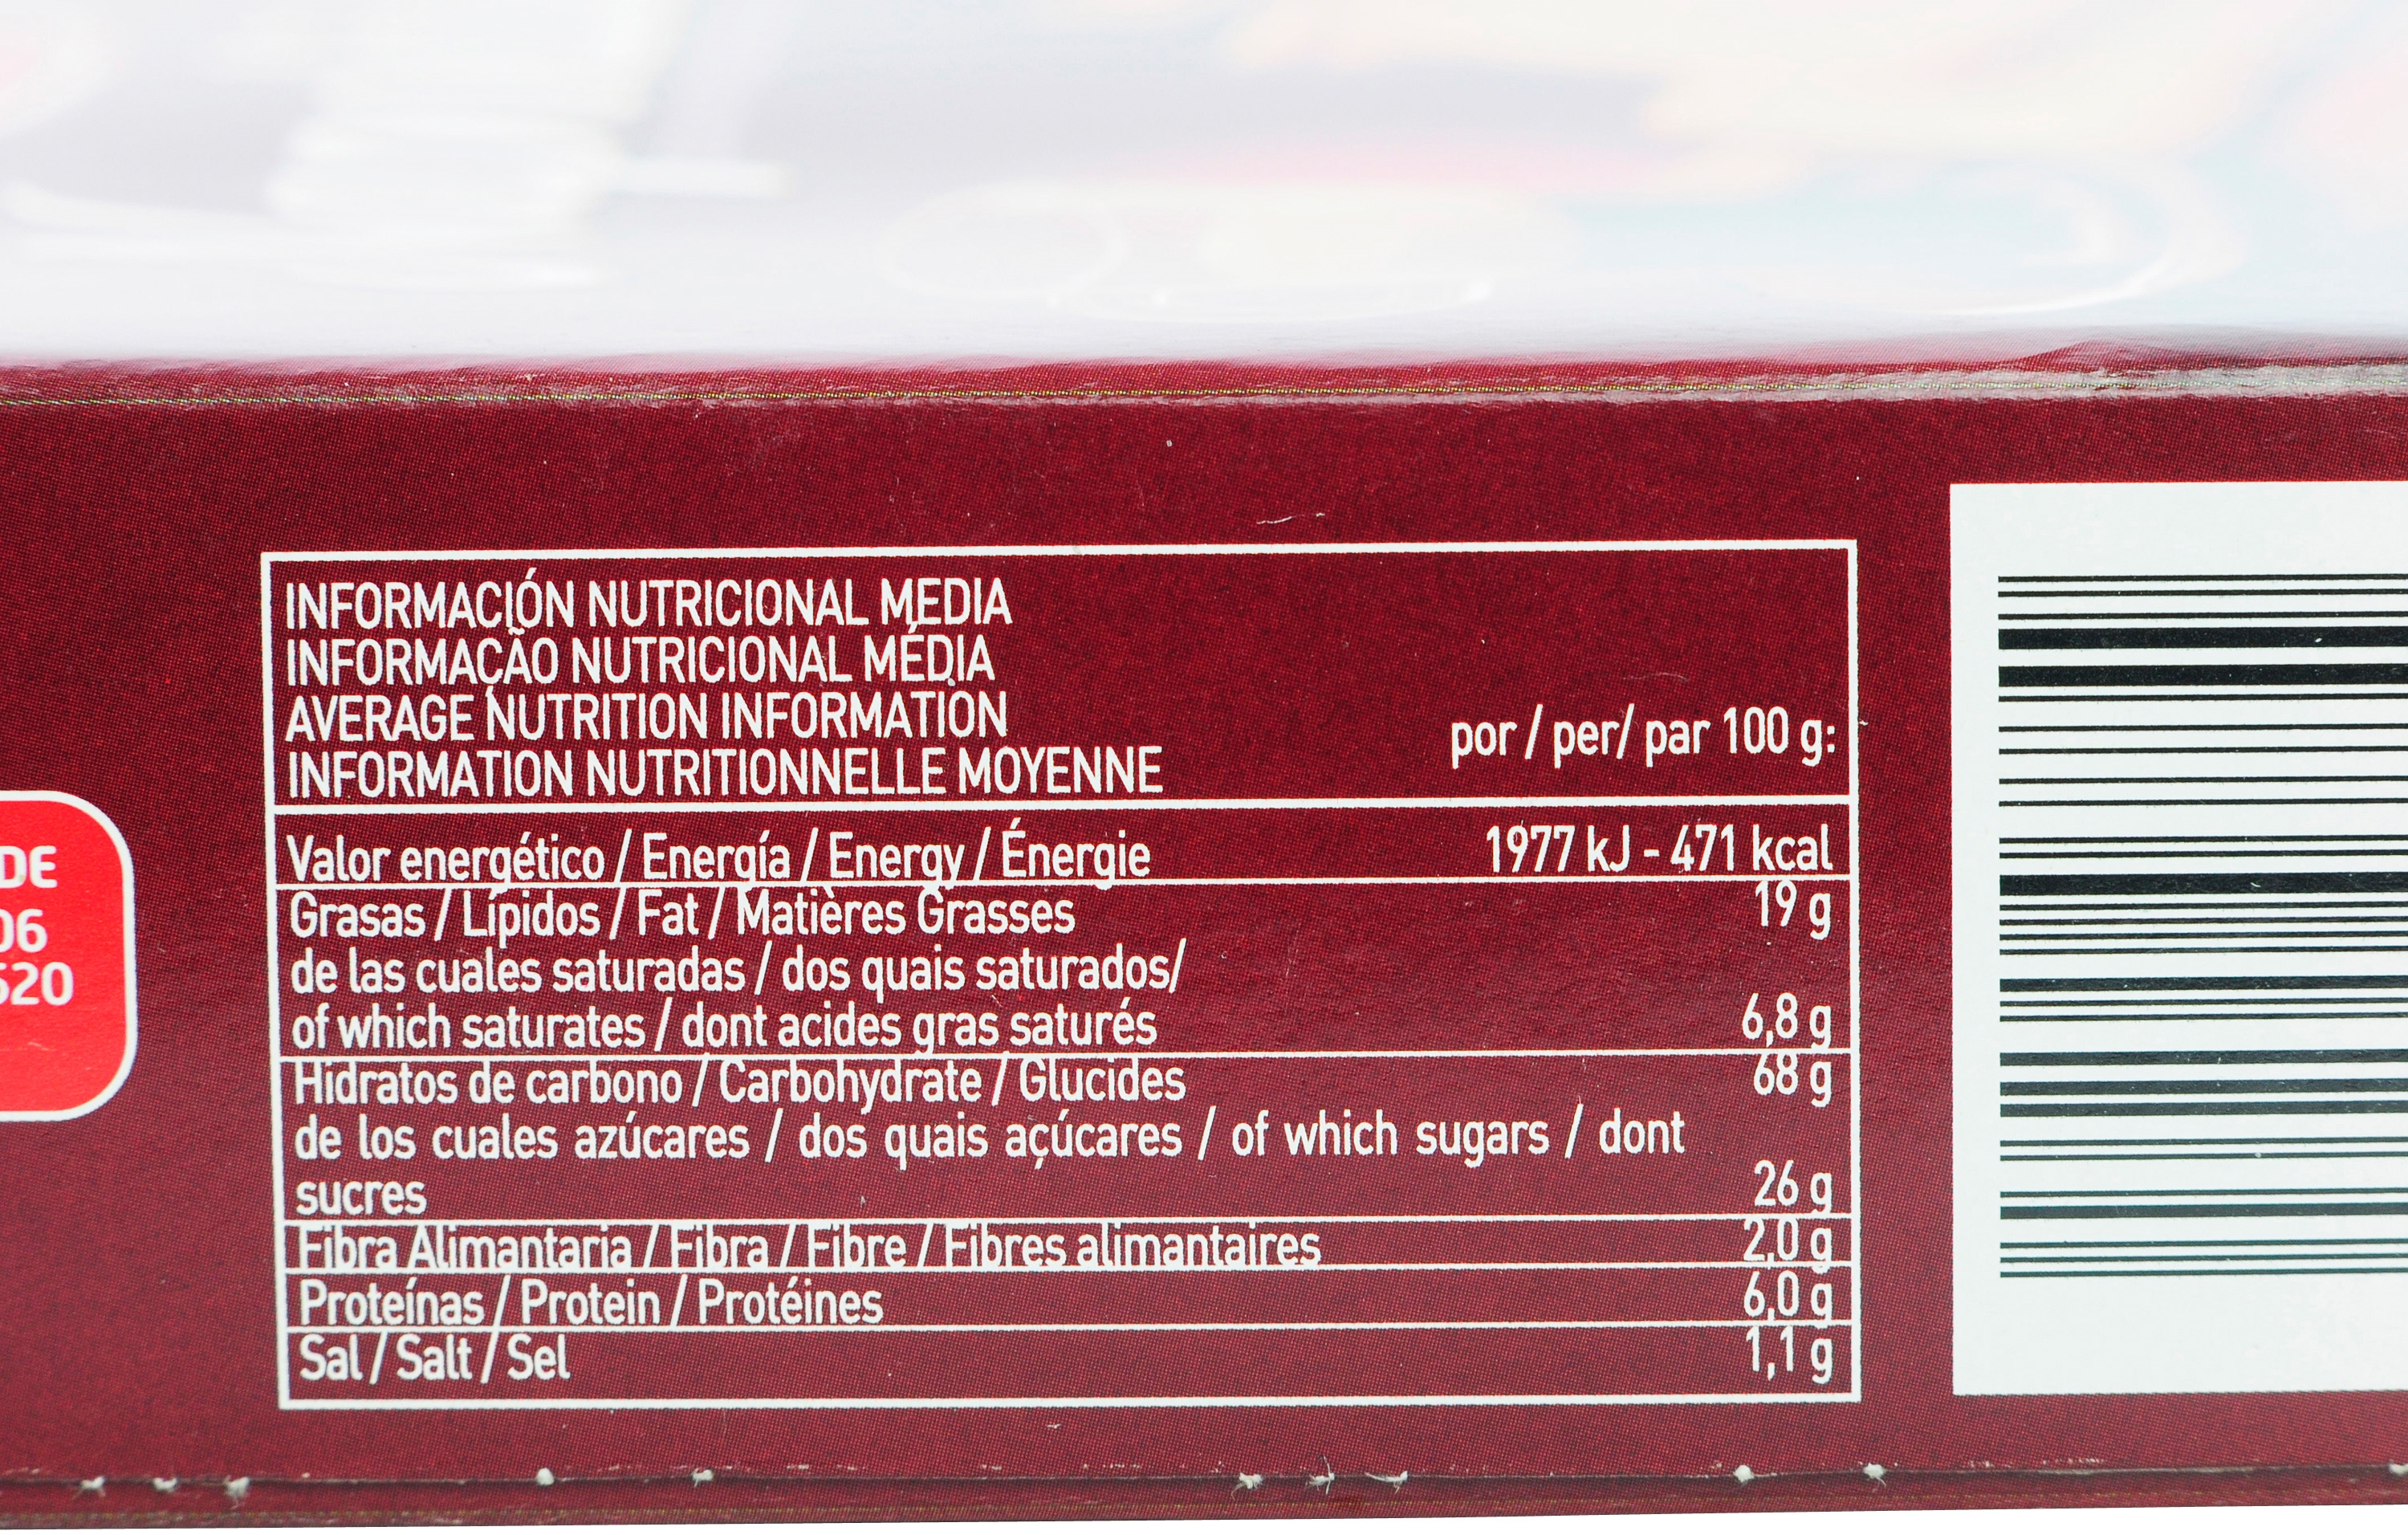 DE
06
520
INFORMACIÓN NUTRICIONAL MEDIA
INFORMAÇÃO NUTRICIONAL MÉDIA
AVERAGE NUTRITION INFORMATION
INFORMATION NUTRITIONNELLE MOYENNE
por / per/ par 100 g:
Valor energético / Energía / Energy / Énergie 1977 kJ - 471 kcal
Grasas / Lípidos / Fat / Matières Grasses 19 g
de las cuales saturadas / dos quais saturados/
of which saturates / dont acides gras saturés 6,8 g
Hidratos de carbono / Carbohydrate / Glucides 68 g
de los cuales azúcares / dos quais açúcares / of which sugars / dont
sucres 26 g
Fibra Alimantaria / Fibra / Fibre / Fibres alimantaires 2,0 g
Proteínas / Protein / Protéines 6,0 g
Sal / Salt / Sel 1,1 g